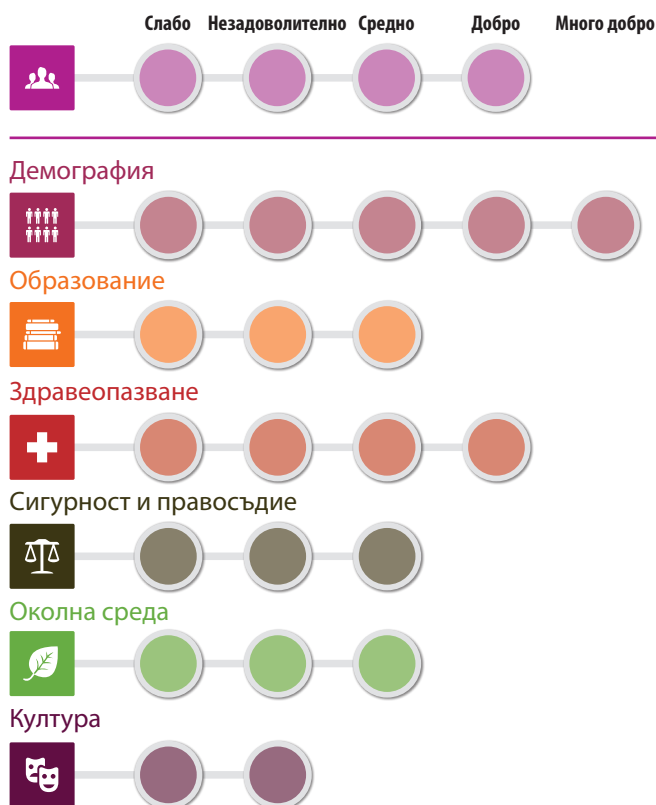 Слабо Незадоволително Средно Добро Много добро
Демография
Образование
Здравеопазване
Сигурност и правосъдие
Околна среда
Култура